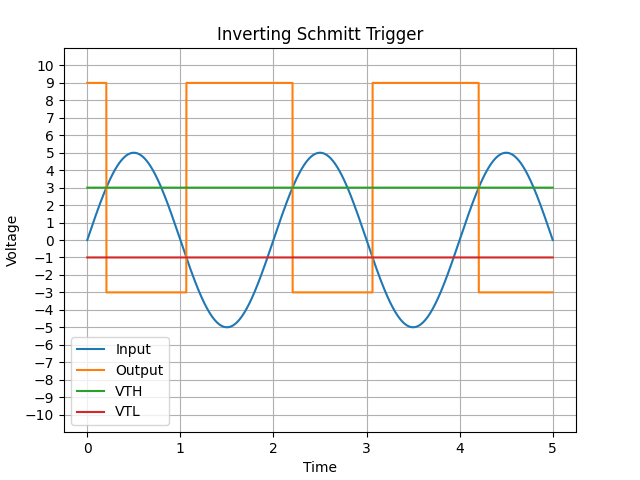 Inverting Schmitt Trigger
Voltage
10
9
8
7
6
5
4
3
2
1
0
−1
−2
−3
−4
−5
−6
−7
−8
−9
−10
Input
Output
VTH
VTL
0 1 2 3 4 5
Time